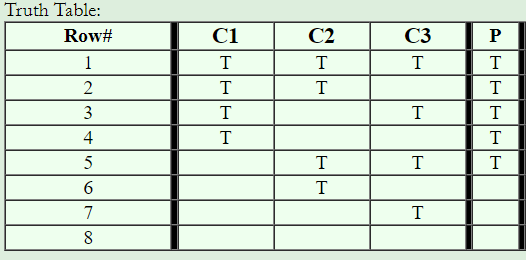 Truth Table:
Row# C1 C2 C3 P
1 T T T T
2 T T T
3 T T T
4 T T
5 T T T
6 T
7 T
8